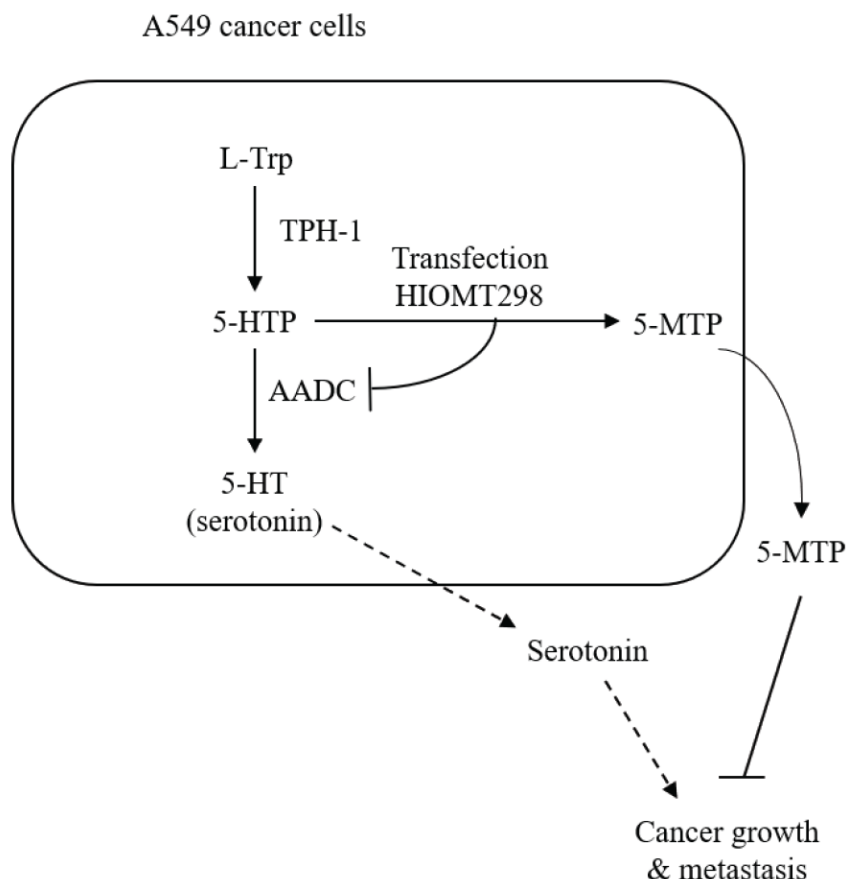 A549 cancer cells
L-Trp
TPH-1
Transfection
HIOMT298
5-HTP
5-MTP
AADC
5-HT
(serotonin)
5-MTP
Serotonin
Cancer growth
& metastasis